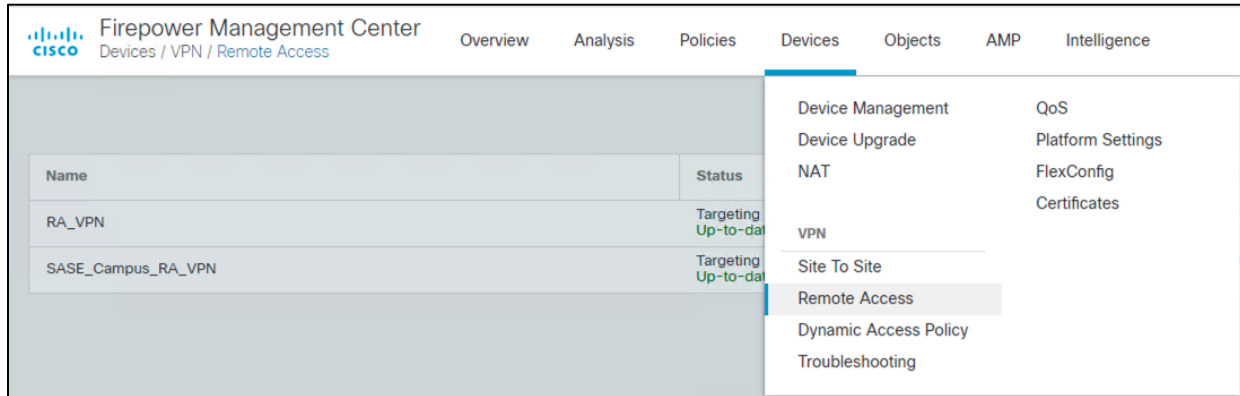 CISCO
Firepower Management Center
Devices / VPN / Remote Access
Overview Analysis Policies Devices Objects AMP Intelligence
Device Management QoS
Device Upgrade Platform Settings
NAT FlexConfig
Certificates
VPN
Site To Site
Remote Access
Dynamic Access Policy
Troubleshooting
Name Status
RA_VPN Targeting
Up-to-dat
SASE_Campus_RA_VPN Targeting
Up-to-dat